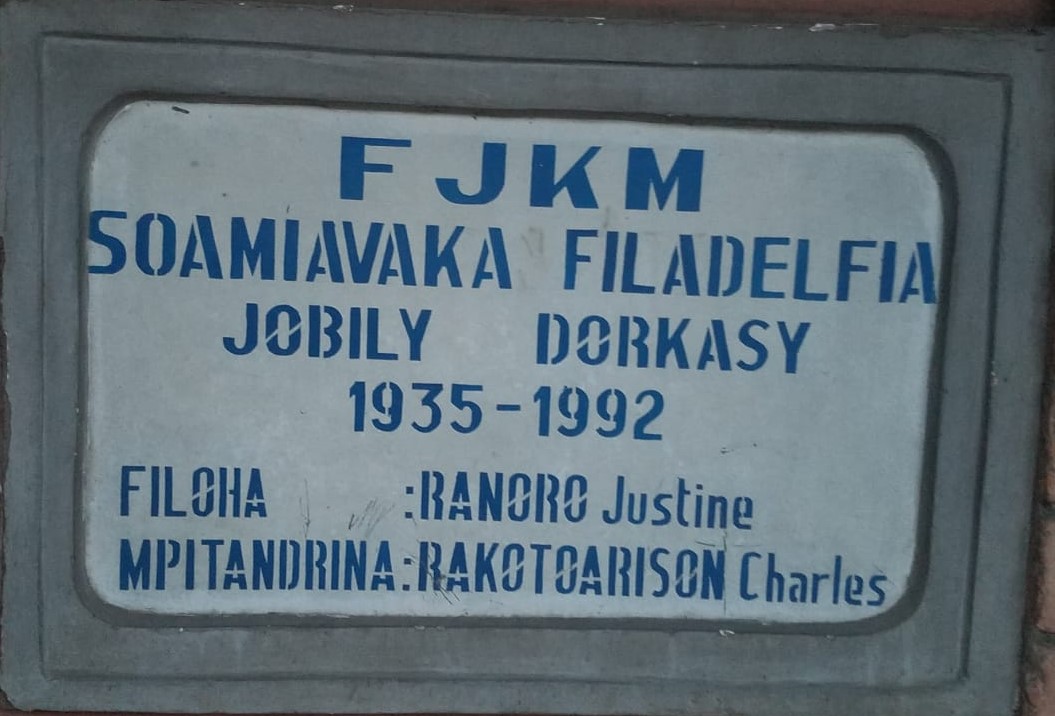 FJKM
SOAMIAVAKA FILADELFIA
JOBILY DORKASY
1935-1992
FILOHA :RANORO Justine
MPITANDRINA:RAKOTOARISON Charles